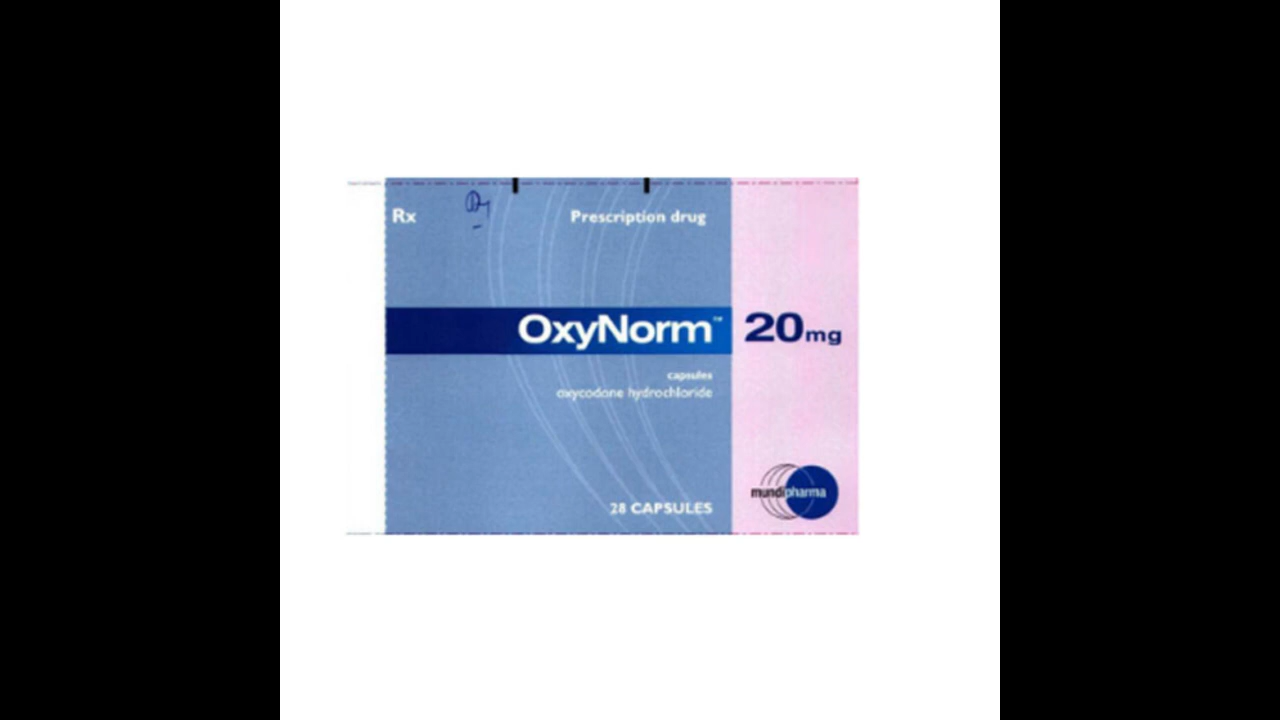 Rx
Prescription drug
OxyNorm™ 20mg
capsules
oxycodone hydrochloride
28 CAPSULES
mundipharma